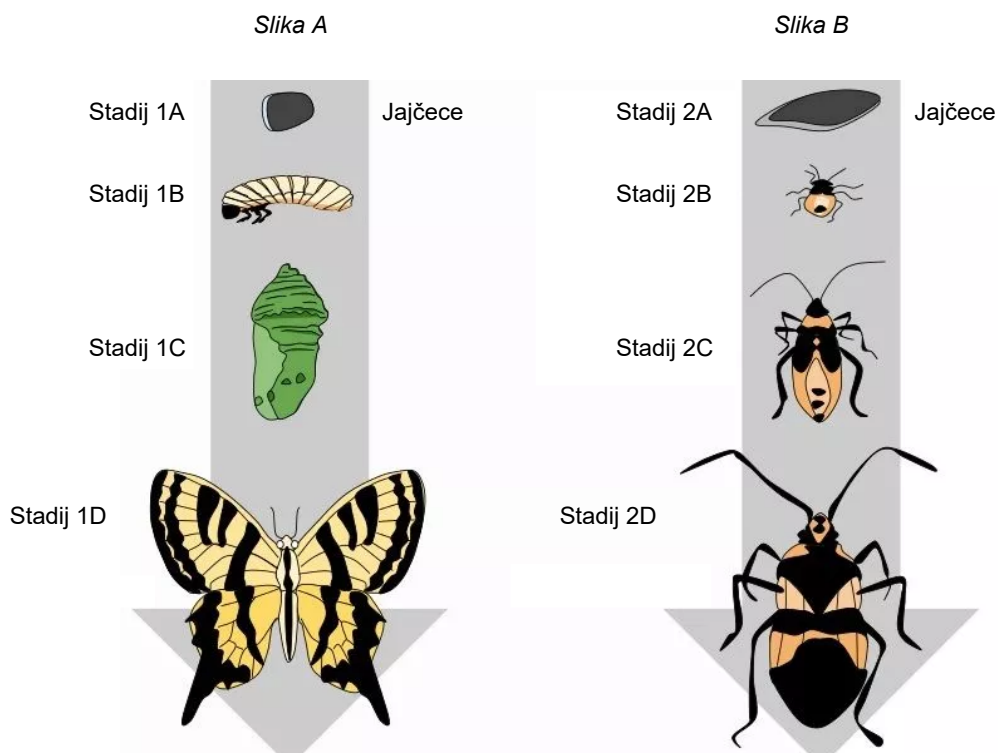 Slika A
Stadij 1A
Jajčece
Stadij 1B
Stadij 1C
Stadij 1D
Slika B
Stadij 2A
Jajčece
Stadij 2B
Stadij 2C
Stadij 2D